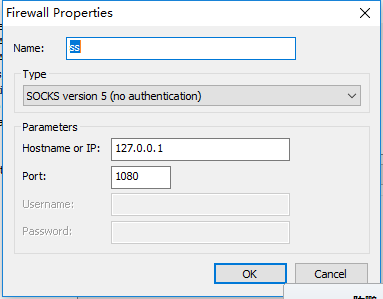 Firewall Properties
Name: ss
Type
SOCKS version 5 (no authentication)
Parameters
Hostname or IP: 127.0.0.1
Port: 1080
Username:
Password:
OK Cancel